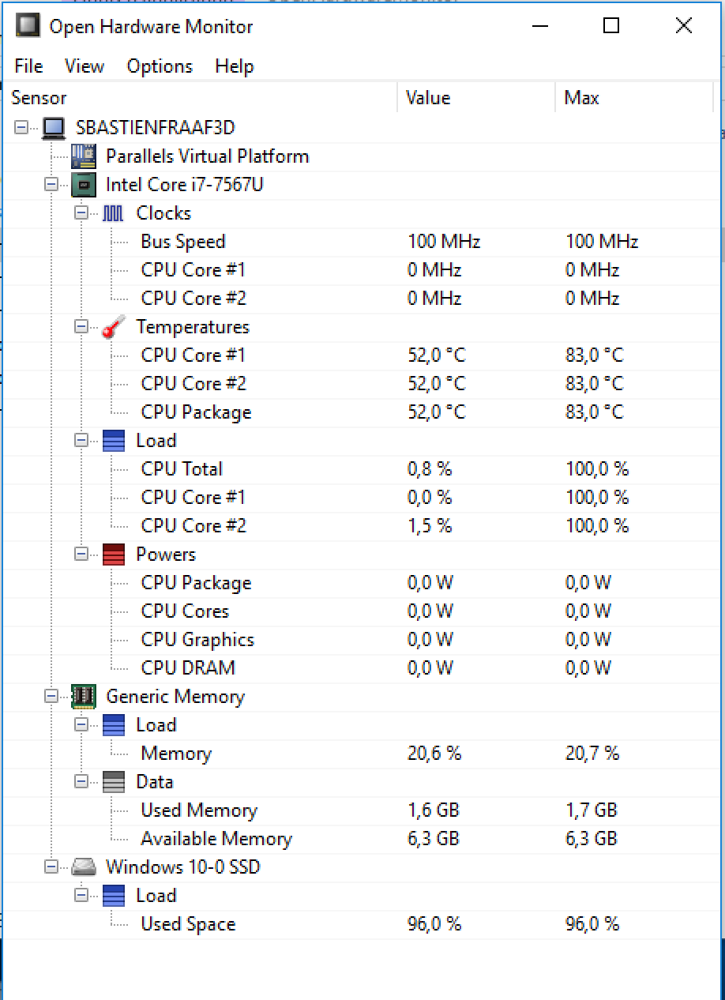 Open Hardware Monitor
File View Options Help
Sensor Value Max
SBASTIENFRAAF3D
Parallels Virtual Platform
Intel Core i7-7567U
Clocks
Bus Speed 100 MHz 100 MHz
CPU Core #1 0 MHz 0 MHz
CPU Core #2 0 MHz 0 MHz
Temperatures
CPU Core #1 52,0 °C 83,0 °C
CPU Core #2 52,0 °C 83,0 °C
CPU Package 52,0 °C 83,0 °C
Load
CPU Total 0,8 % 100,0 %
CPU Core #1 0,0 % 100,0 %
CPU Core #2 1,5 % 100,0 %
Powers
CPU Package 0,0 W 0,0 W
CPU Cores 0,0 W 0,0 W
CPU Graphics 0,0 W 0,0 W
CPU DRAM 0,0 W 0,0 W
Generic Memory
Load
Memory 20,6 % 20,7 %
Data
Used Memory 1,6 GB 1,7 GB
Available Memory 6,3 GB 6,3 GB
Windows 10-0 SSD
Load
Used Space 96,0 % 96,0 %